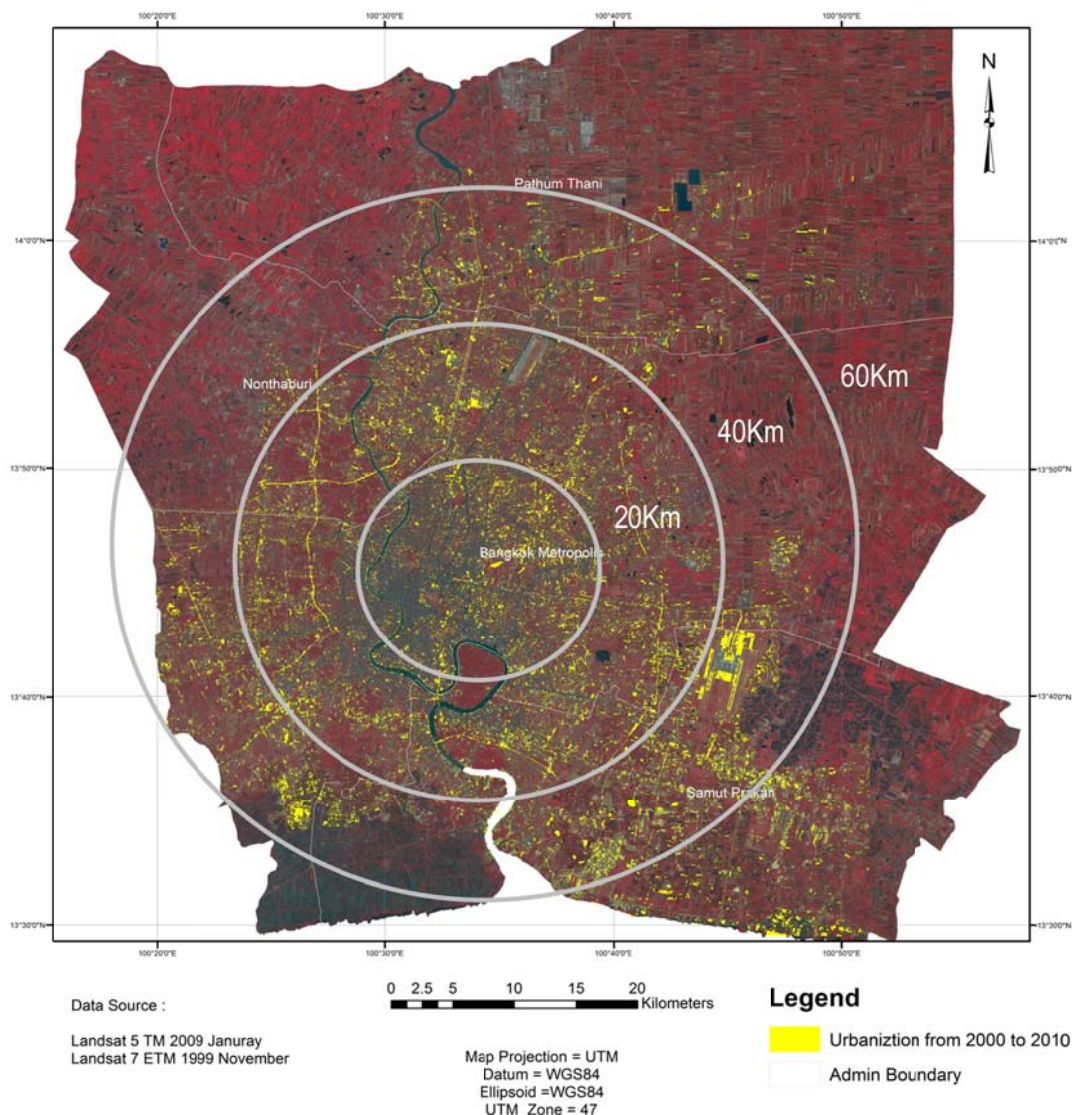 100°20'0"E 100°30'0"E 100°40'0"E 100°50'0"E
N
Pathum Thani
14°0'0"N 14°0'0"N
60Km
Nonthaburi
40Km
13°50'0"N 13°50'0"N
20Km
Bangkok Metropolis
13°40'0"N 13°40'0"N
Samut Prakan
13°30'0"N 13°30'0"N
100°20'0"E 100°30'0"E 100°40'0"E 100°50'0"E
Data Source :
Landsat 5 TM 2009 Januray
Landsat 7 ETM 1999 November
0 2.5 5 10 15 20
Kilometers
Map Projection = UTM
Datum = WGS84
Ellipsoid =WGS84
UTM_Zone = 47
Legend
Urbaniztion from 2000 to 2010
Admin Boundary